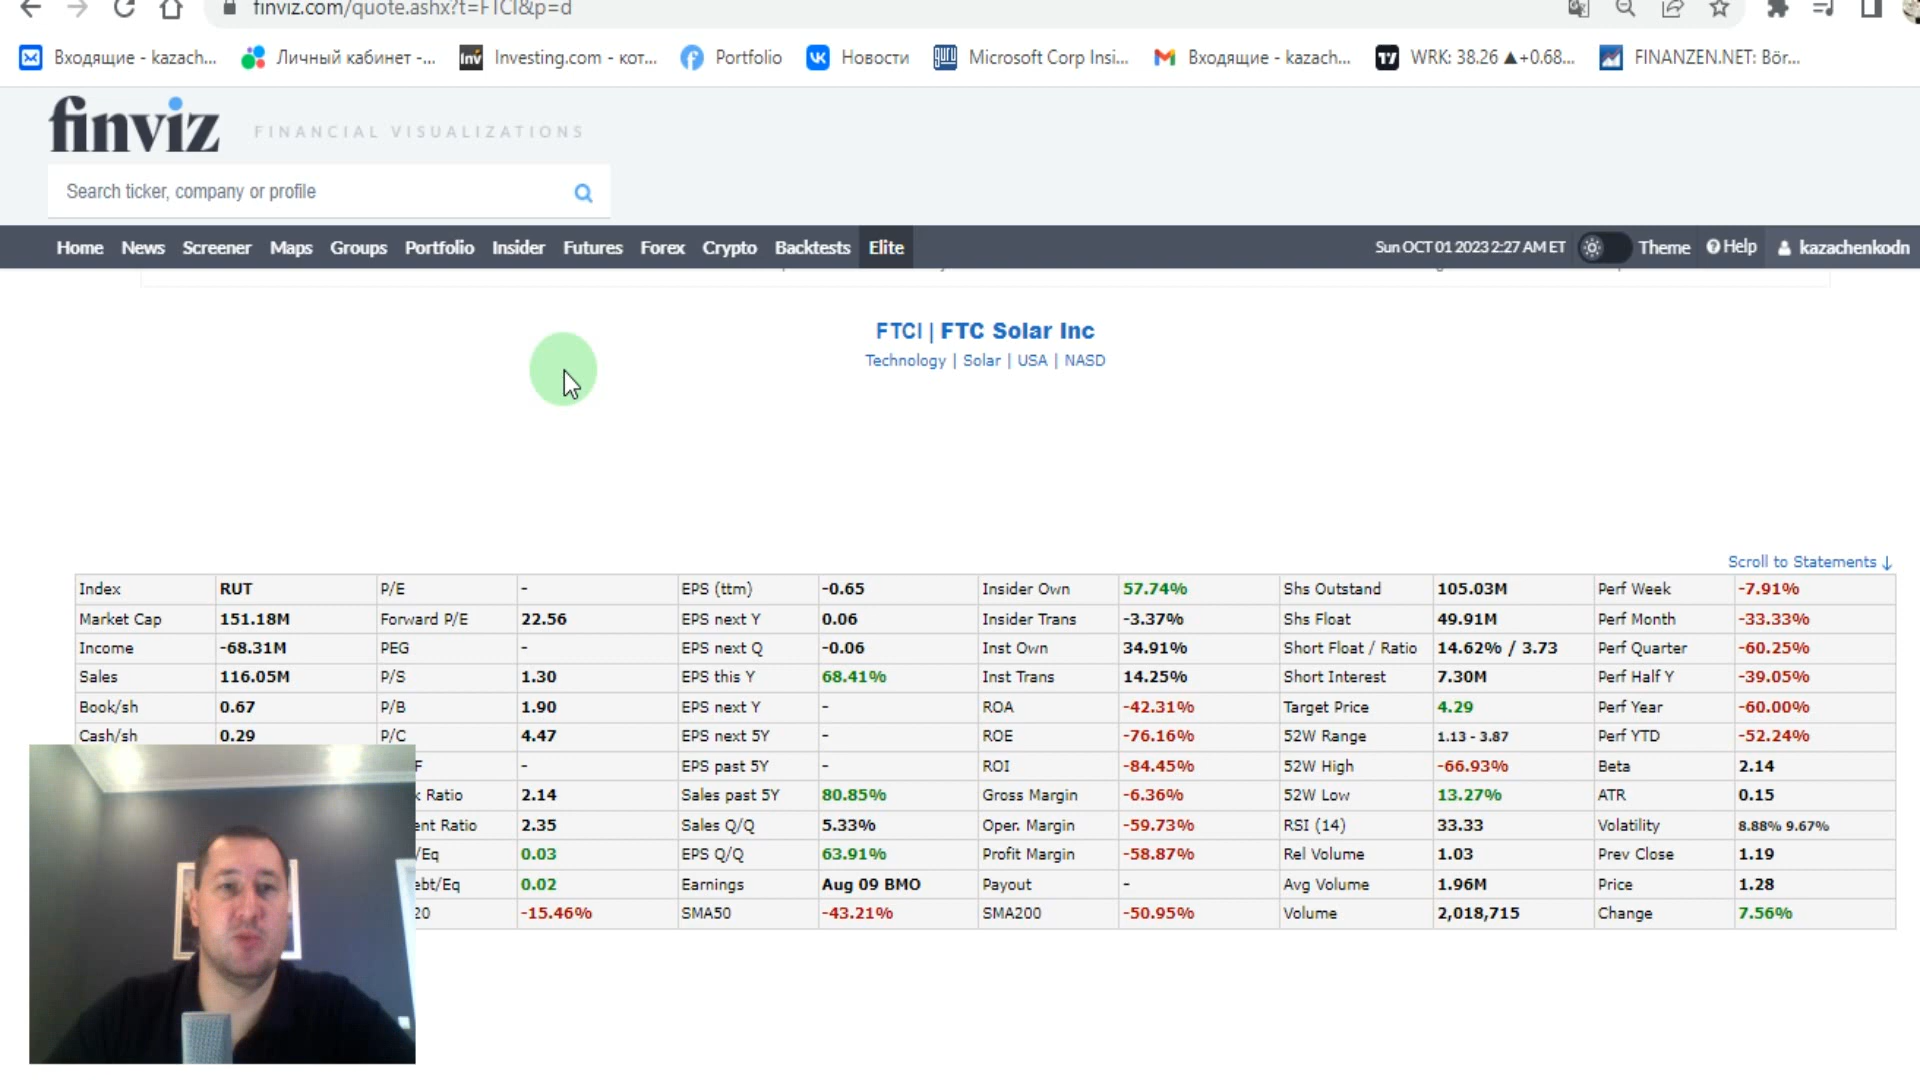 finviz.com/quote.ashx?t=FTCI&p=d
Входящие - kazach... Личный кабинет -... Inv Investing.com - кот... Portfolio Новости guru Microsoft Corp Insi... Входящие - kazach... WRK: 38.26 ▲+0.68... FINANZEN.NET: Bör...
finviz FINANCIAL VISUALIZATIONS
Search ticker, company or profile
Home News Screener Maps Groups Portfolio Insider Futures Forex Crypto Backtests Elite Sun OCT 01 2023 2:27 AM ET Theme Help kazachenkodn
FTCI | FTC Solar Inc
Technology | Solar | USA | NASD
Scroll to Statements ↓
Index RUT P/E - EPS (ttm) -0.65 Insider Own 57.74% Shs Outstand 105.03M Perf Week -7.91%
Market Cap 151.18M Forward P/E 22.56 EPS next Y 0.06 Insider Trans -3.37% Shs Float 49.91M Perf Month -33.33%
Income -68.31M PEG - EPS next Q -0.06 Inst Own 34.91% Short Float / Ratio 14.62% / 3.73 Perf Quarter -60.25%
Sales 116.05M P/S 1.30 EPS this Y 68.41% Inst Trans 14.25% Short Interest 7.30M Perf Half Y -39.05%
Book/sh 0.67 P/B 1.90 EPS next Y - ROA -42.31% Target Price 4.29 Perf Year -60.00%
Cash/sh 0.29 P/C 4.47 EPS next 5Y - ROE -76.16% 52W Range 1.13 - 3.87 Perf YTD -52.24%
F - EPS past 5Y - ROI -84.45% 52W High -66.93% Beta 2.14
k Ratio 2.14 Sales past 5Y 80.85% Gross Margin -6.36% 52W Low 13.27% ATR 0.15
ent Ratio 2.35 Sales Q/Q 5.33% Oper. Margin -59.73% RSI (14) 33.33 Volatility 8.88% 9.67%
/Eq 0.03 EPS Q/Q 63.91% Profit Margin -58.87% Rel Volume 1.03 Prev Close 1.19
ebt/Eq 0.02 Earnings Aug 09 BMO Payout - Avg Volume 1.96M Price 1.28
20 -15.46% SMA50 -43.21% SMA200 -50.95% Volume 2,018,715 Change 7.56%